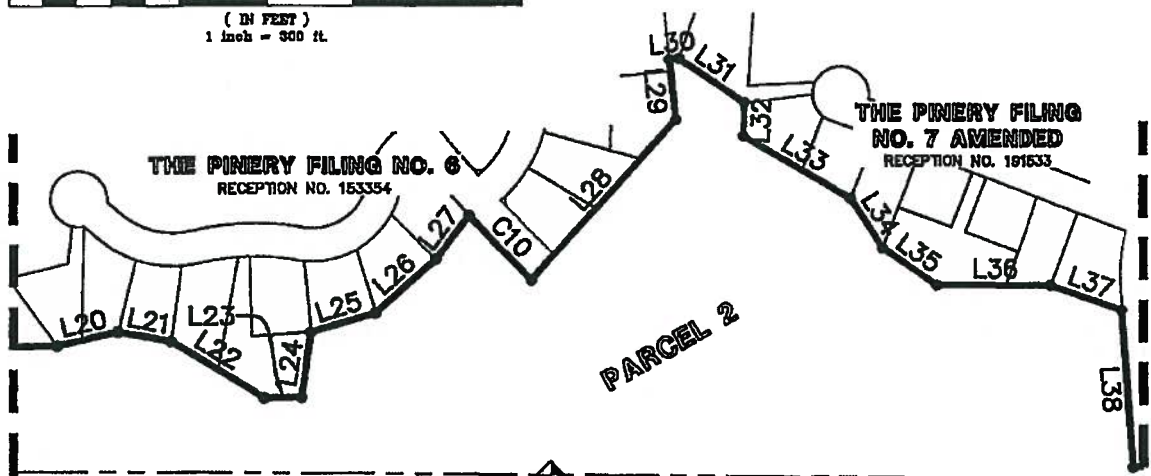 ( IN FEET )
1 inch = 300 ft.
L30
L31
L29
L32
THE PINERY FILING
NO. 7 AMENDED
RECEPTION NO. 191533
THE PINERY FILING NO. 6
RECEPTION NO. 153354
L33
L28
L27
C10
L34
L26
L35
L36
L37
L25
L20
L21
L23
L22
L24
PARCEL 2
L38